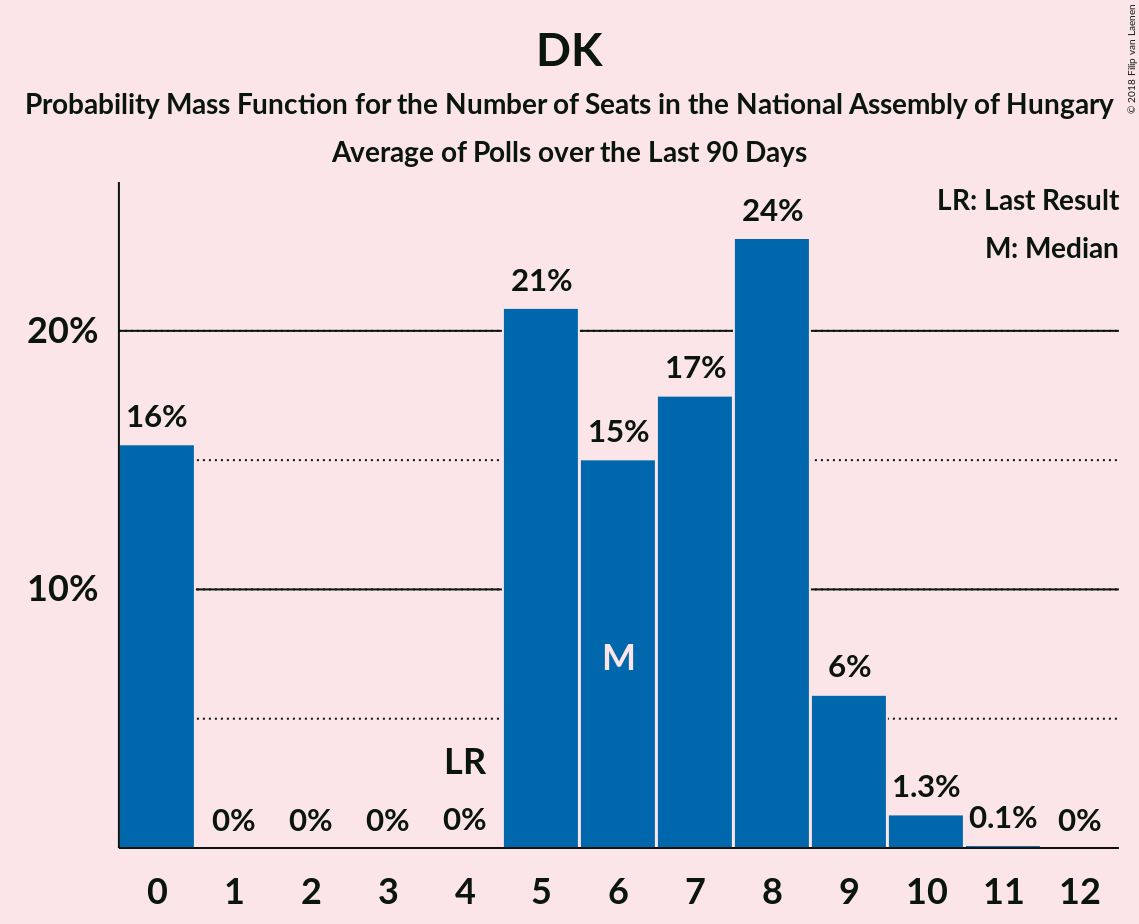 DK
Probability Mass Function for the Number of Seats in the National Assembly of Hungary
Average of Polls over the Last 90 Days
© 2018 Filip van Laenen
LR: Last Result
M: Median
20%
10%
16%
0%
0%
0%
LR
0%
21%
15%
M
17%
24%
6%
1.3%
0.1%
0%
0 1 2 3 4 5 6 7 8 9 10 11 12